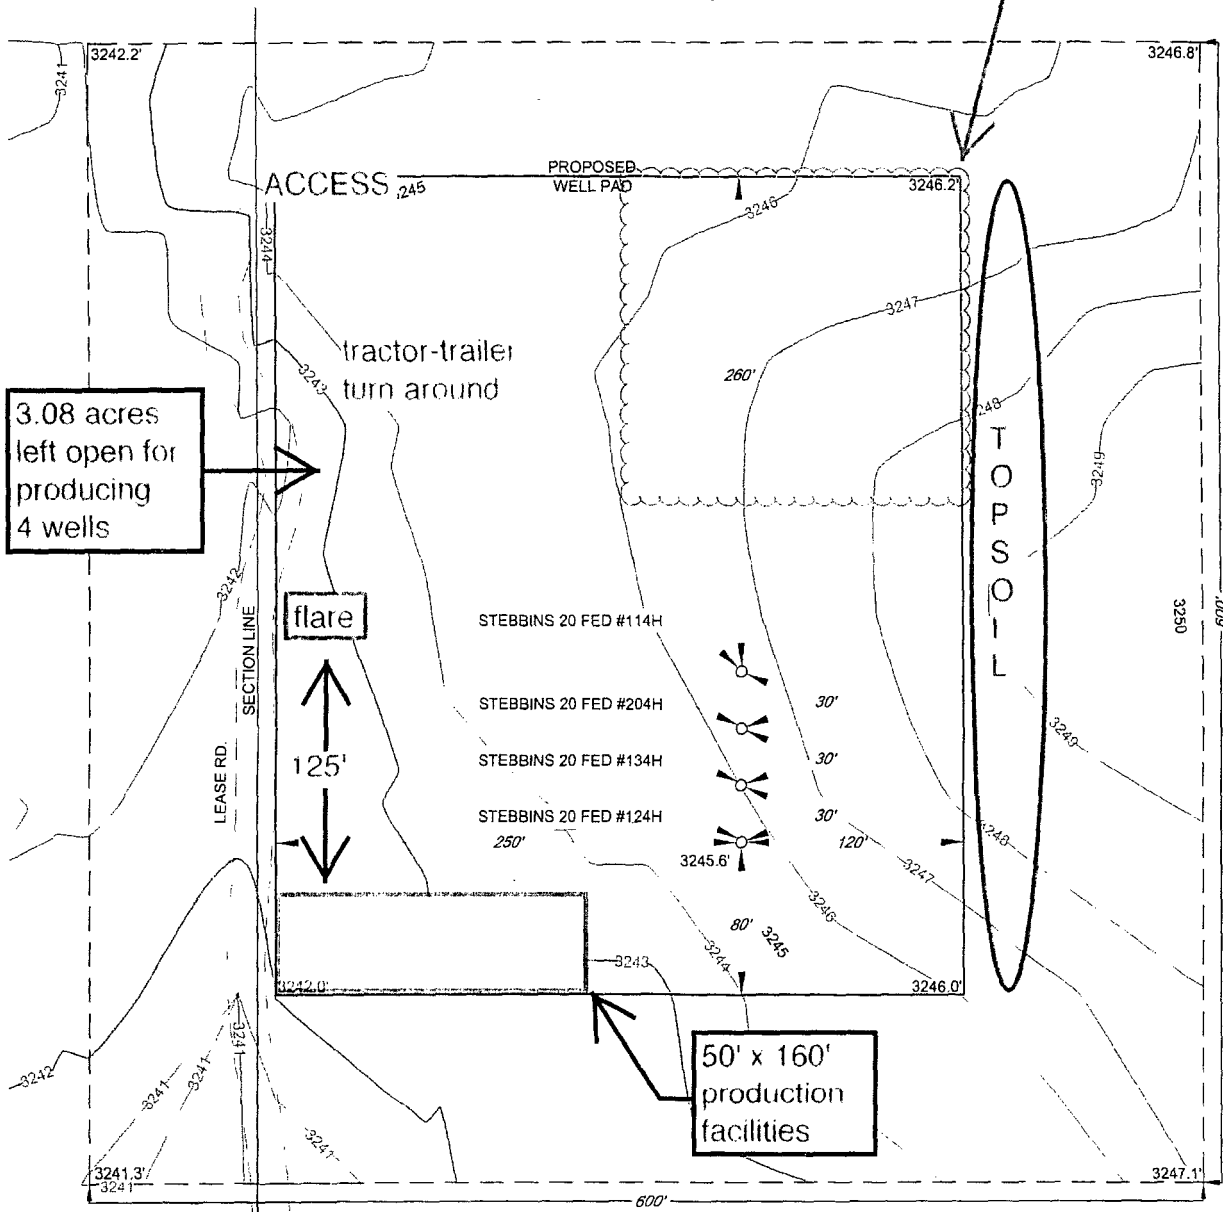 3242.2'
3246.8'
3241
ACCESS
3245
PROPOSED
WELL PAD
3246.2'
3246
3244
3247
tractor-trailer
turn around
3243
260'
3.08 acres
left open for
producing
4 wells
3248
TOPSOIL
3249
3242
flare
STEBBINS 20 FED #114H
3250
600'
SECTION LINE
STEBBINS 20 FED #204H
30'
3249
LEASE RD.
125'
STEBBINS 20 FED #134H
30'
STEBBINS 20 FED #124H
30'
250'
120'
3248
3245.6'
3247
3246
80'
3245
3244
3243
3242.0'
3246.0'
3241
50' x 160'
production
facilities
3242
3241
3241
3241
3241.3'
3241
3247.1'
600'